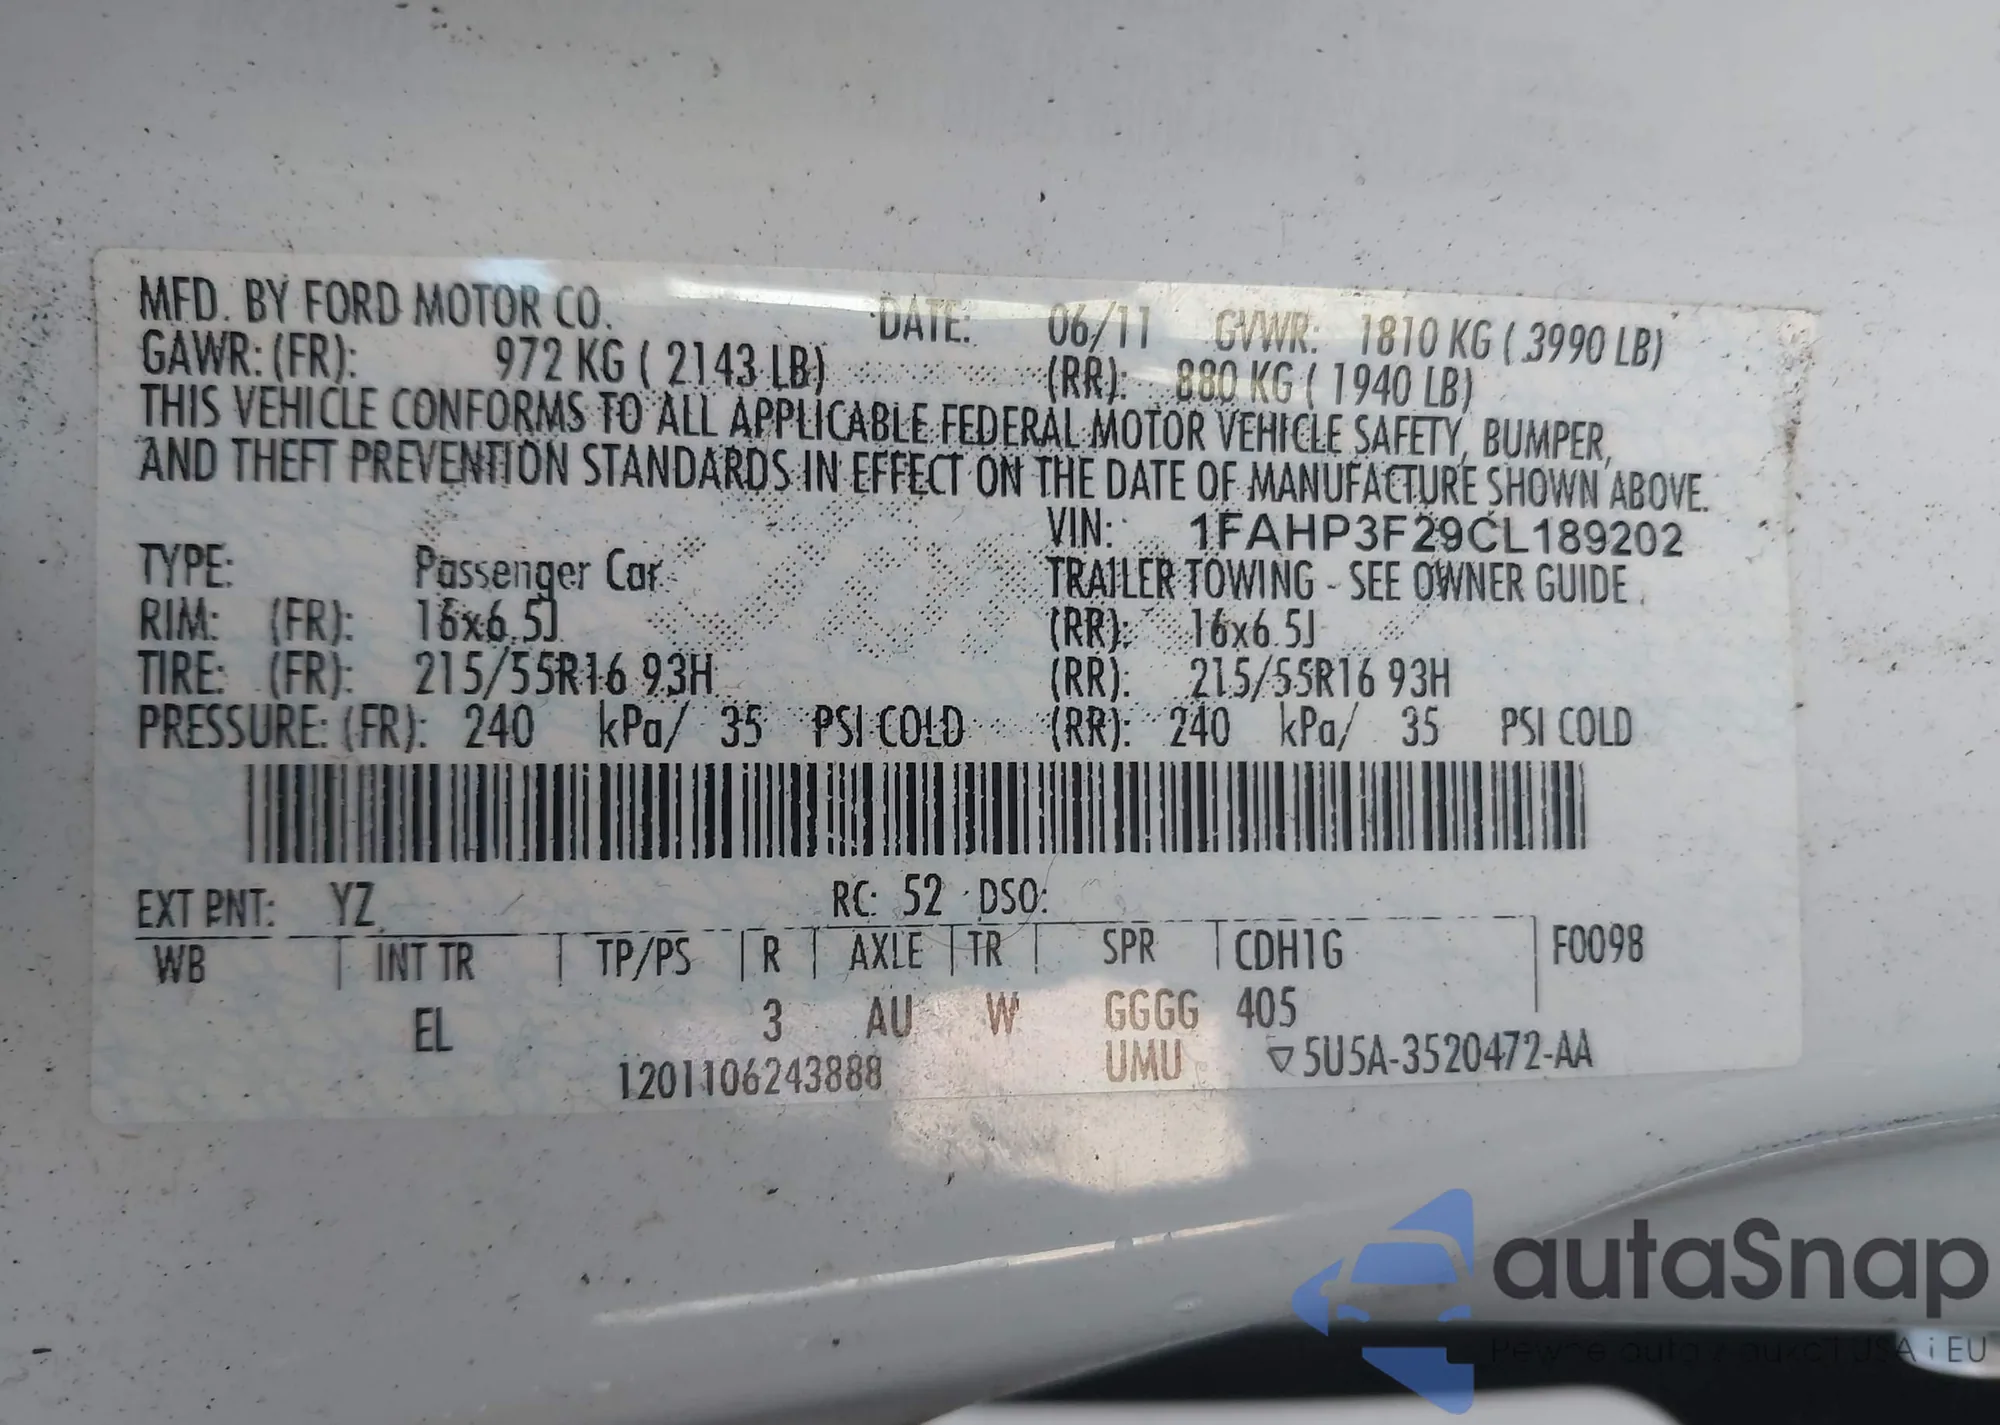 MFD. BY FORD MOTOR CO. DATE: 06/11 GVWR: 1810 KG ( 3990 LB)
GAWR: (FR): 972 KG ( 2143 LB) (RR): 880 KG ( 1940 LB)
THIS VEHICLE CONFORMS TO ALL APPLICABLE FEDERAL MOTOR VEHICLE SAFETY, BUMPER,
AND THEFT PREVENTION STANDARDS IN EFFECT ON THE DATE OF MANUFACTURE SHOWN ABOVE.
VIN: 1FAHP3F29CL189202
TYPE: Passenger Car TRAILER TOWING - SEE OWNER GUIDE
RIM: (FR): 16x6.5J (RR): 16x6.5J
TIRE: (FR): 215/55R16 93H (RR): 215/55R16 93H
PRESSURE: (FR): 240 kPa/ 35 PSI COLD (RR): 240 kPa/ 35 PSI COLD
EXT PNT: YZ RC: 52 DSO:
WB INT TR TP/PS R AXLE TR SPR CDH1G F0098
EL 3 AU W GGGG 405
1201106243888 UMU 5U5A-3520472-AA
autaSnap
Pewne auta z aukcji USA i EU